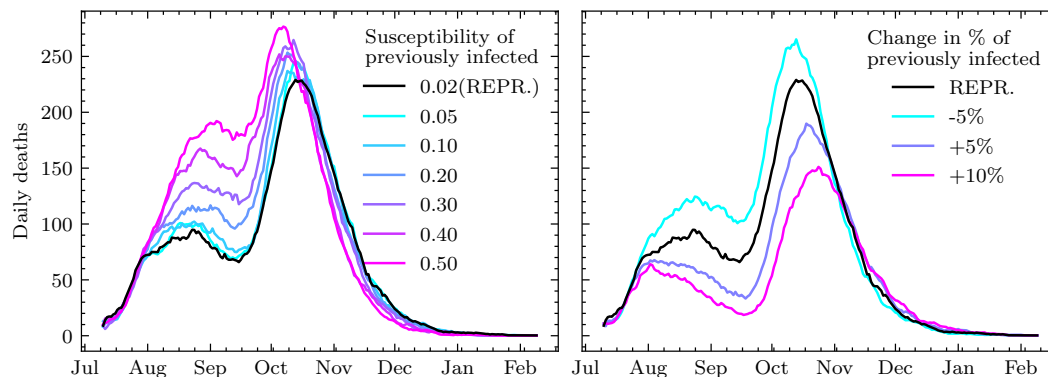 Daily deaths
250
200
150
100
50
0
Jul Aug Sep Oct Nov Dec Jan Feb
Susceptibility of
previously infected
0.02(REPR.)
0.05
0.10
0.20
0.30
0.40
0.50
Jul Aug Sep Oct Nov Dec Jan Feb
Change in % of
previously infected
REPR.
-5%
+5%
+10%